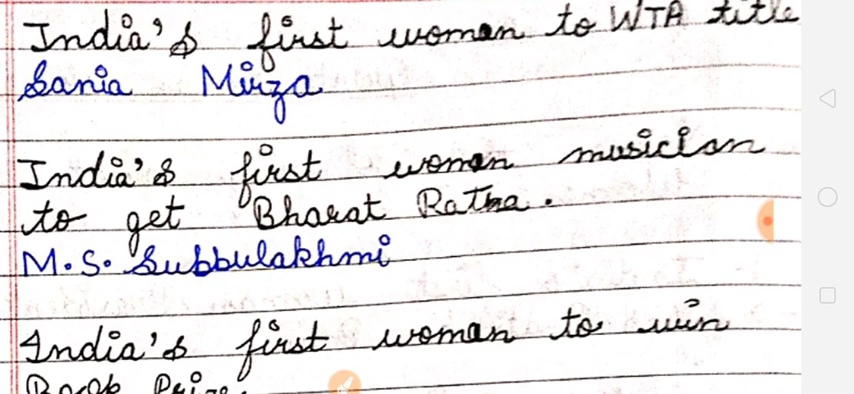 India's first woman to WTA title
Sania Mirza
India's first woman musician
to get Bharat Ratna.
M.S. Subbulakhmi
India's first woman to win
Prize.